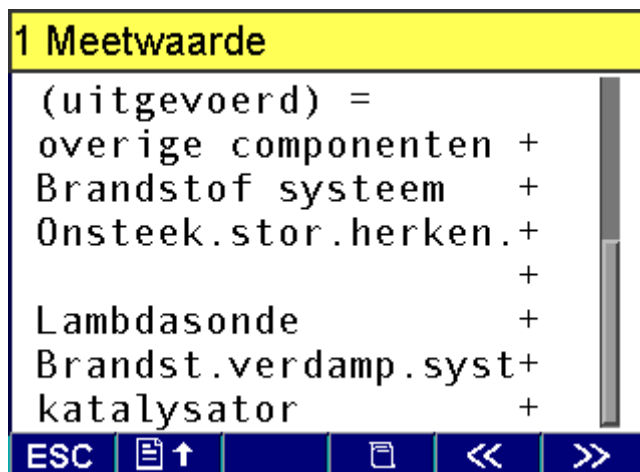 1 Meetwaarde
(uitgevoerd) =
overige componenten +
Brandstof systeem +
Onsteek.stor.herken.+
+
Lambdasonde +
Brandst.verdamp.syst+
katalysator +
ESC << >>